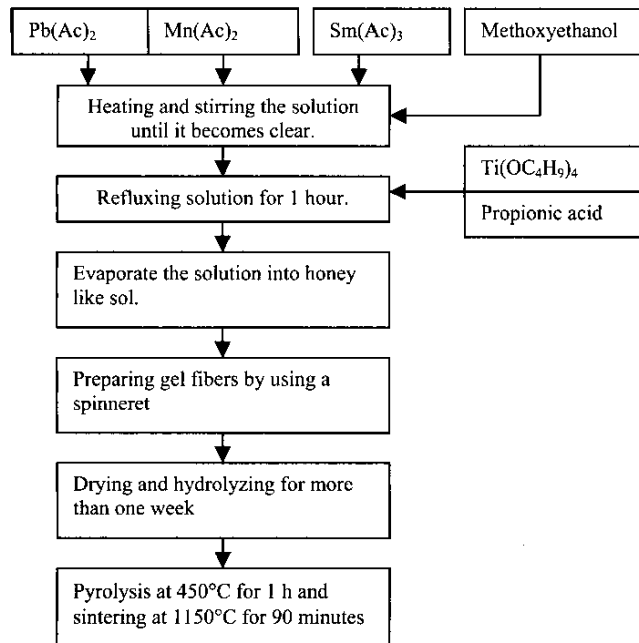 Pb(Ac)2
Mn(Ac)2
Sm(Ac)3
Methoxyethanol
Heating and stirring the solution
until it becomes clear.
Refluxing solution for 1 hour.
Ti(OC4H9)4
Propionic acid
Evaporate the solution into honey
like sol.
Preparing gel fibers by using a
spinneret
Drying and hydrolyzing for more
than one week
Pyrolysis at 450°C for 1 h and
sintering at 1150°C for 90 minutes